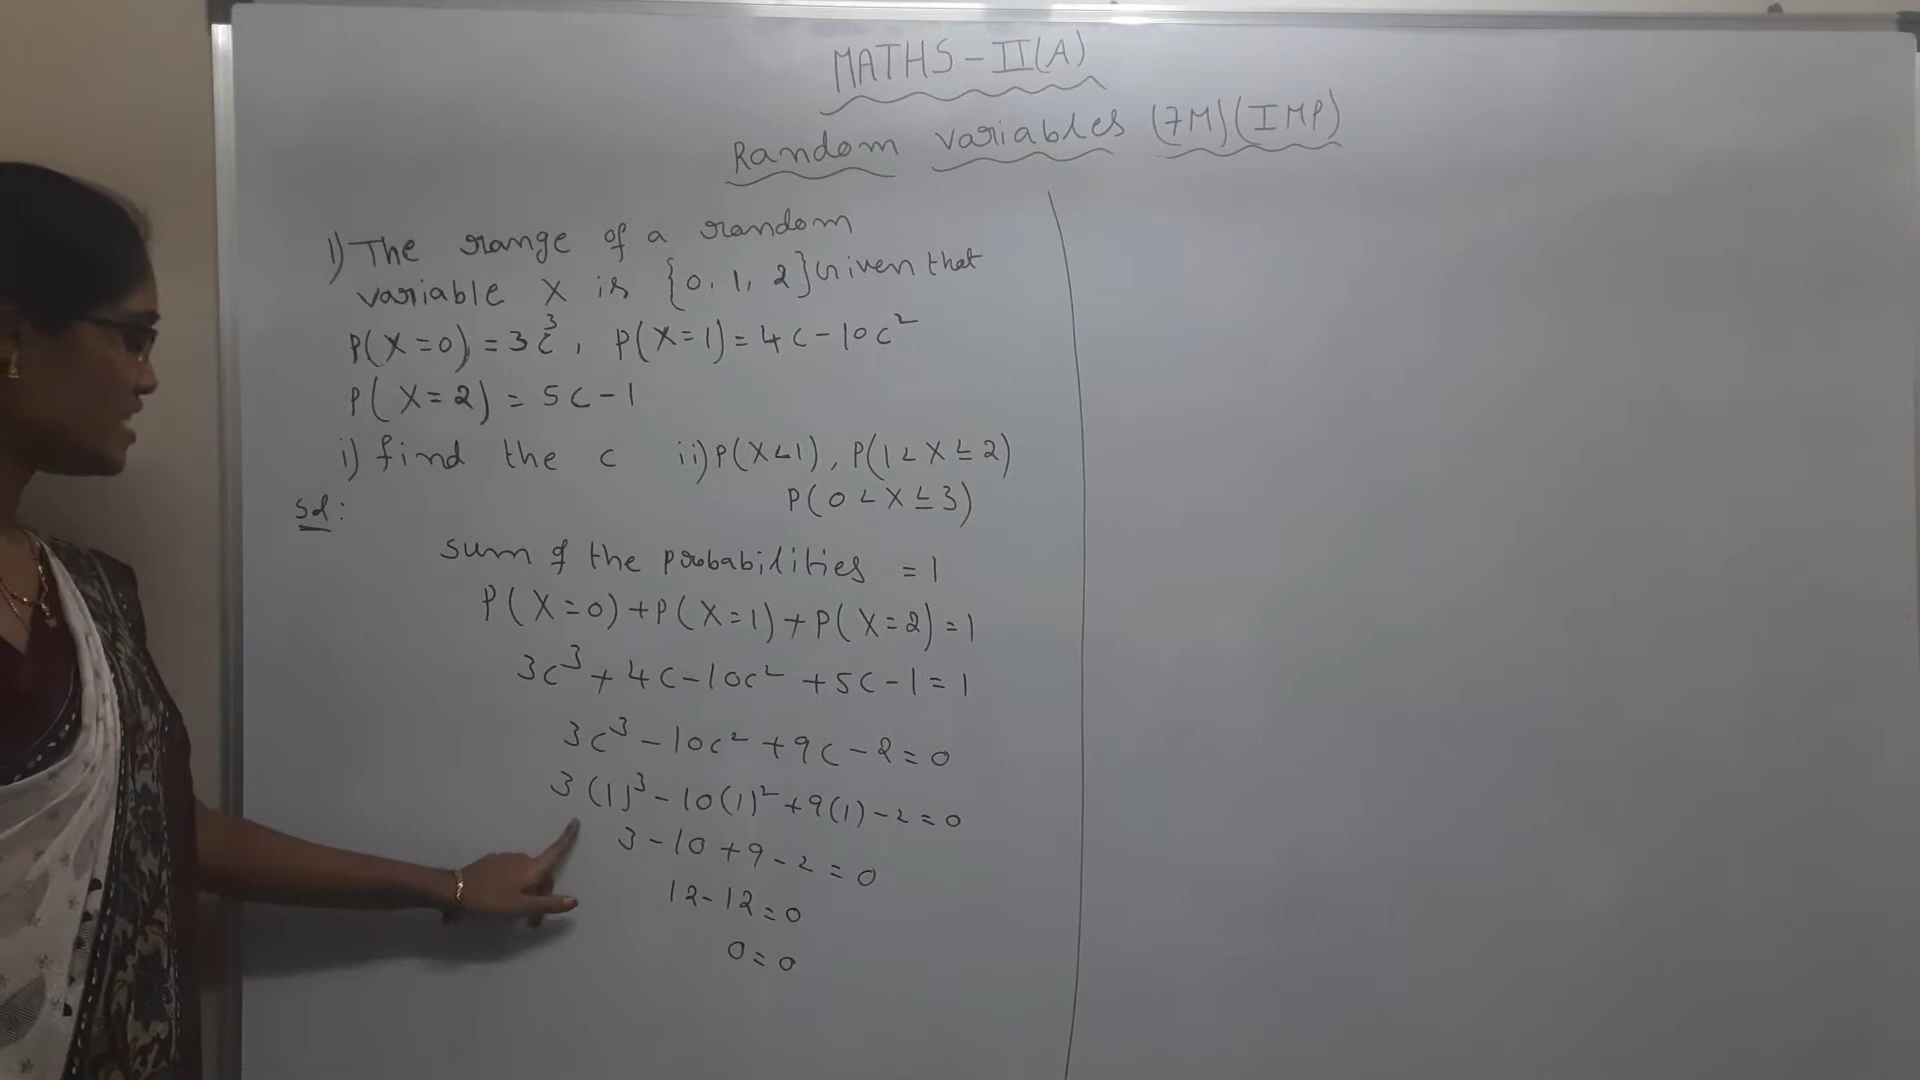 MATHS - II(A)
Random variables (7M)(IMP)
1) The range of a random
variable X is {0, 1, 2} Given that
P(X=0) = 3c³, P(X=1) = 4c-10c²
P(X=2) = 5c-1
i) find the c ii) P(X<1), P(1<X≤2)
P(0<X≤3)
Sol:
sum of the probabilities = 1
P(X=0)+P(X=1)+P(X=2)=1
3c³+4c-10c²+5c-1=1
3c³-10c²+9c-2=0
3(1)³-10(1)²+9(1)-2=0
3-10+9-2=0
12-12=0
0=0